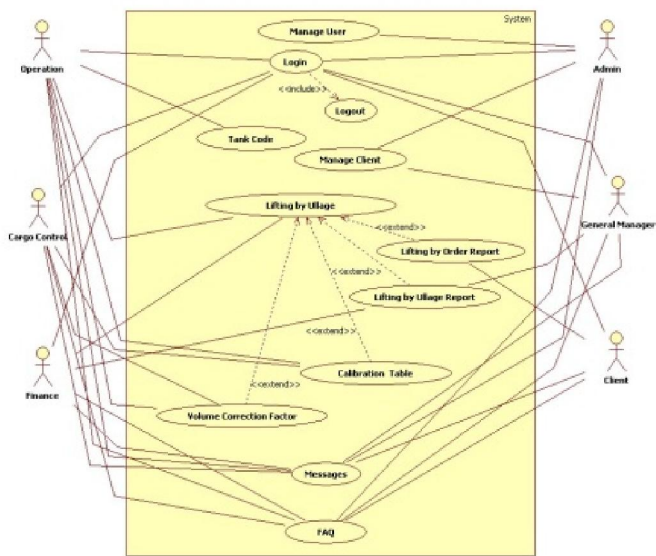 System
Manage User
Operation
Admin
Login
<<include>>
Logout
Tank Code
Manage Client
Lifting by Ullage
Cargo Control
General Manager
<<extend>>
Lifting by Order Report
<<extend>>
Lifting by Ullage Report
<<extend>>
Calibration Table
Finance
Client
<<extend>>
Volume Correction Factor
Messages
FAQ